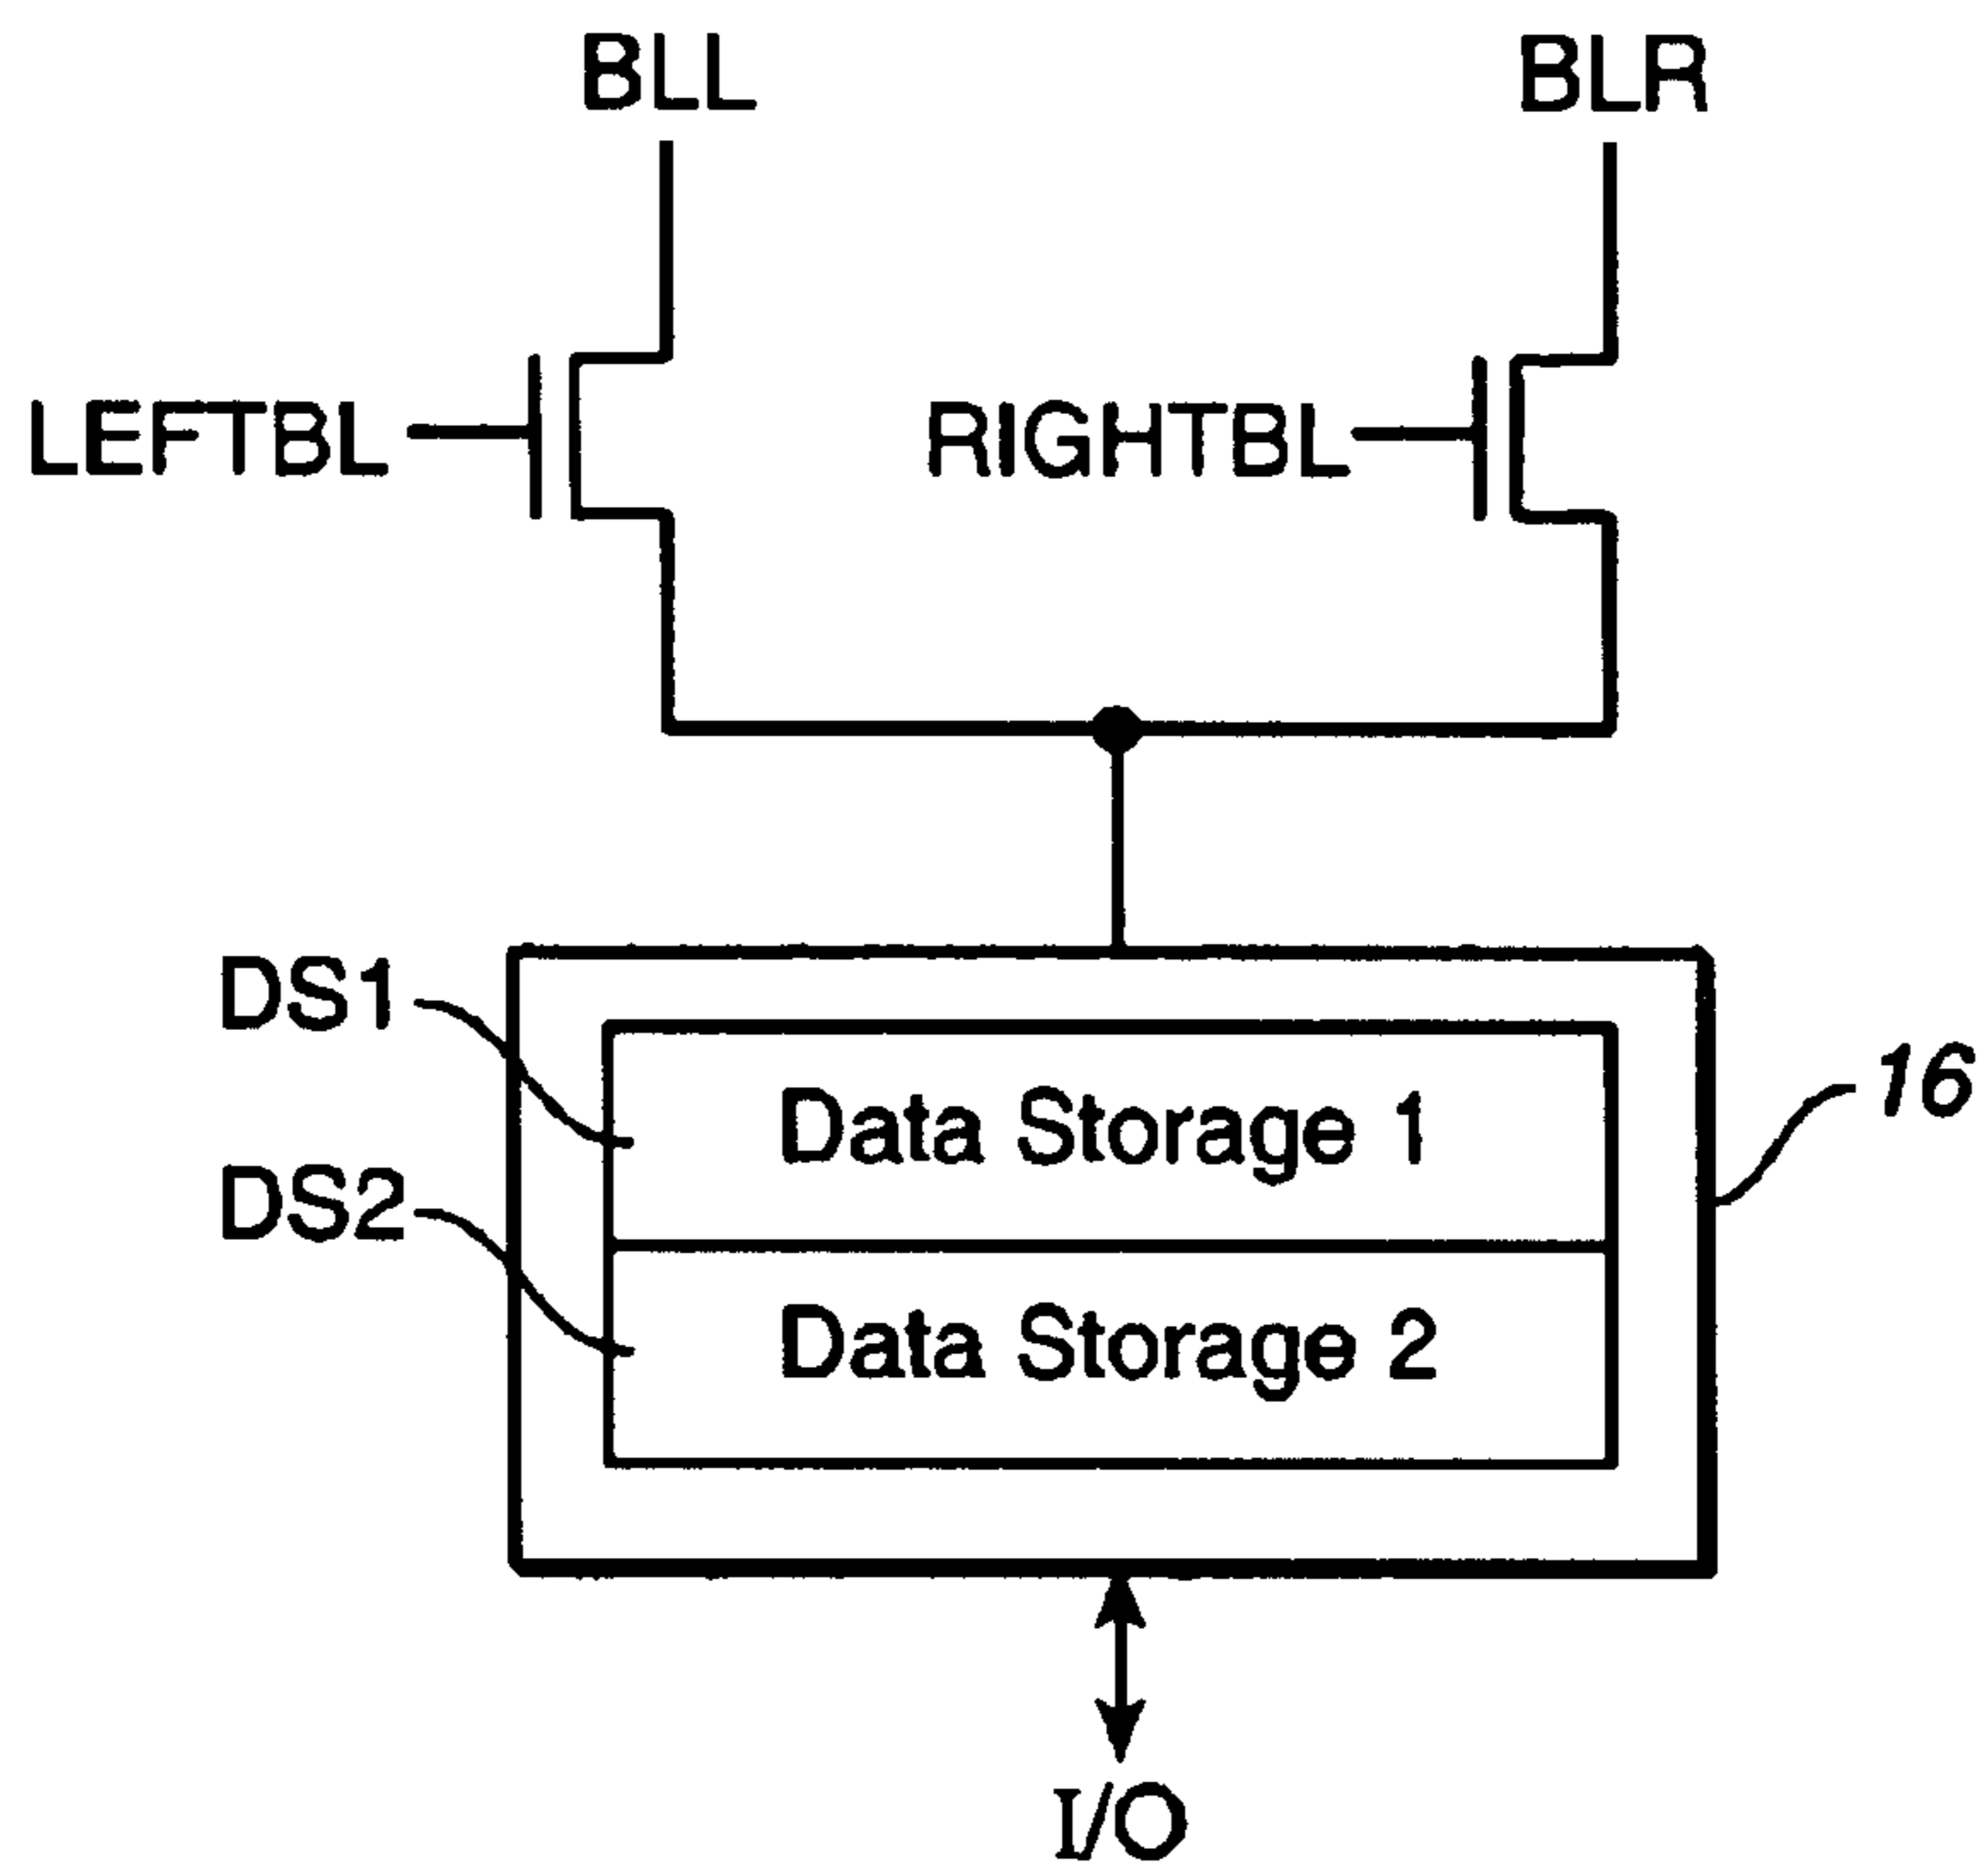 BLL
BLR
LEFTBL
RIGHTBL
DS1
Data Storage 1
16
DS2
Data Storage 2
I/O